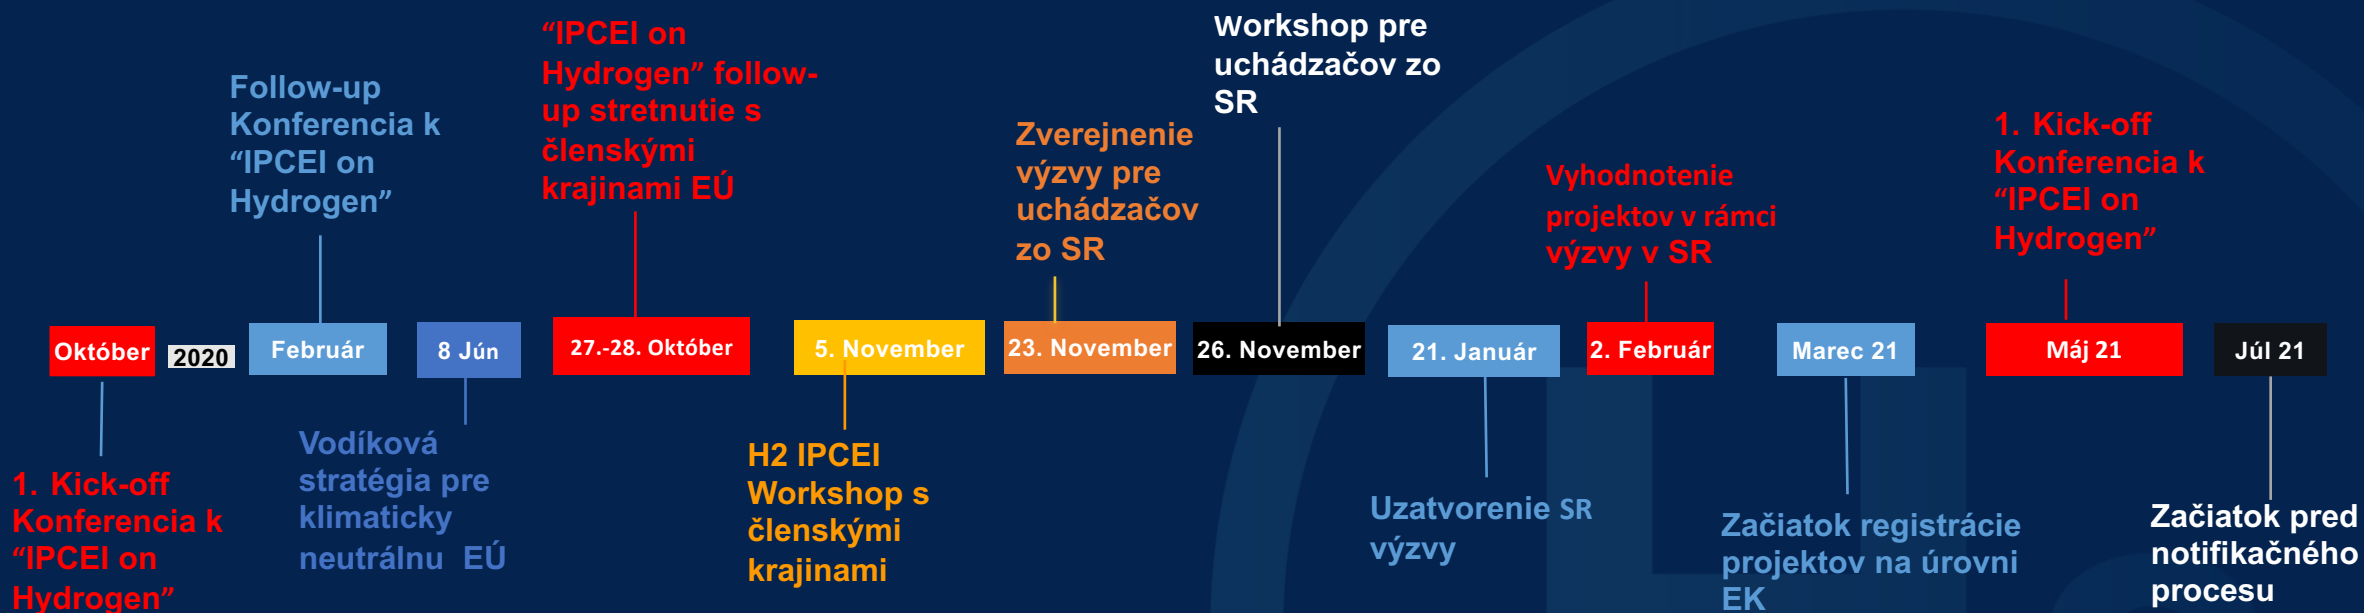 “IPCEI on
Hydrogen” follow-
up stretnutie s
členskými
krajinami EÚ
Workshop pre
uchádzačov zo
SR
Follow-up
Konferencia k
“IPCEI on
Hydrogen”
Zverejnenie
výzvy pre
uchádzačov
zo SR
Vyhodnotenie
projektov v rámci
výzvy v SR
1. Kick-off
Konferencia k
“IPCEI on
Hydrogen”
Október
2020
Február
8 Jún
27.-28. Október
5. November
23. November
26. November
21. Január
2. Február
Marec 21
Máj 21
Júl 21
1. Kick-off
Konferencia k
“IPCEI on
Hydrogen”
Vodíková
stratégia pre
klimaticky
neutrálnu EÚ
H2 IPCEI
Workshop s
členskými
krajinami
Uzatvorenie SR
výzvy
Začiatok registrácie
projektov na úrovni
EK
Začiatok pred
notifikačného
procesu